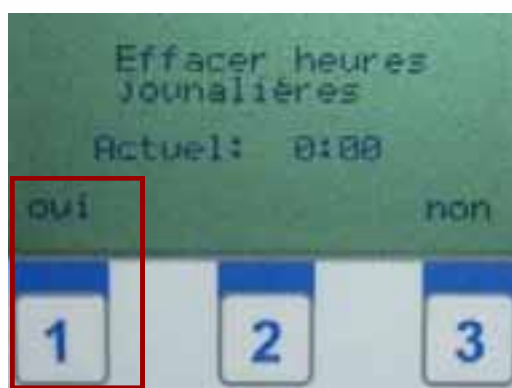 Effacer heures
Jounalières
Actuel: 0:00
oui non
1 2 3